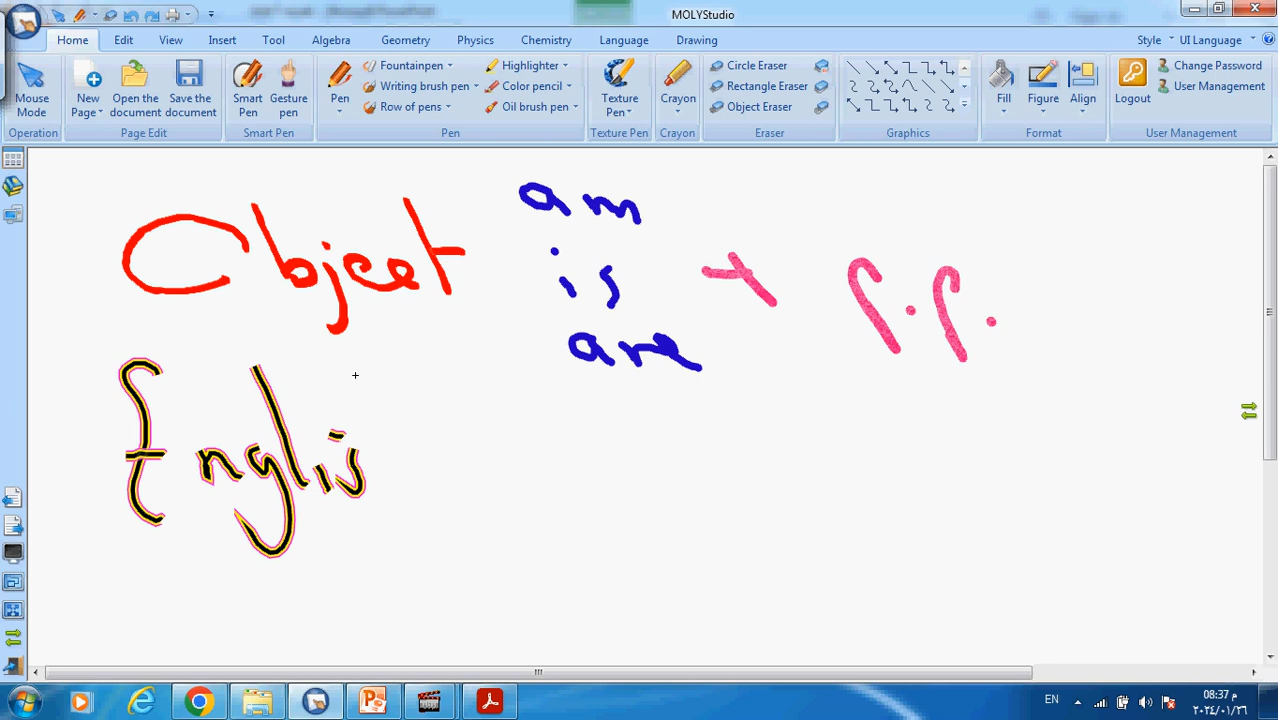 MOLYStudio
Home Edit View Insert Tool Algebra Geometry Physics Chemistry Language Drawing Style UI Language
Mouse Mode New Page Open the document Save the document Smart Pen Gesture pen Pen Fountainpen Highlighter Texture Pen Crayon Circle Eraser Fill Figure Align Logout Change Password
Writing brush pen Color pencil Rectangle Eraser User Management
Row of pens Oil brush pen Object Eraser
Operation Page Edit Smart Pen Pen Texture Pen Crayon Eraser Graphics Format User Management
am
Object is + p.p.
are
Englis
EN 08:37 م
٢٠٢٤/٠١/٢٦